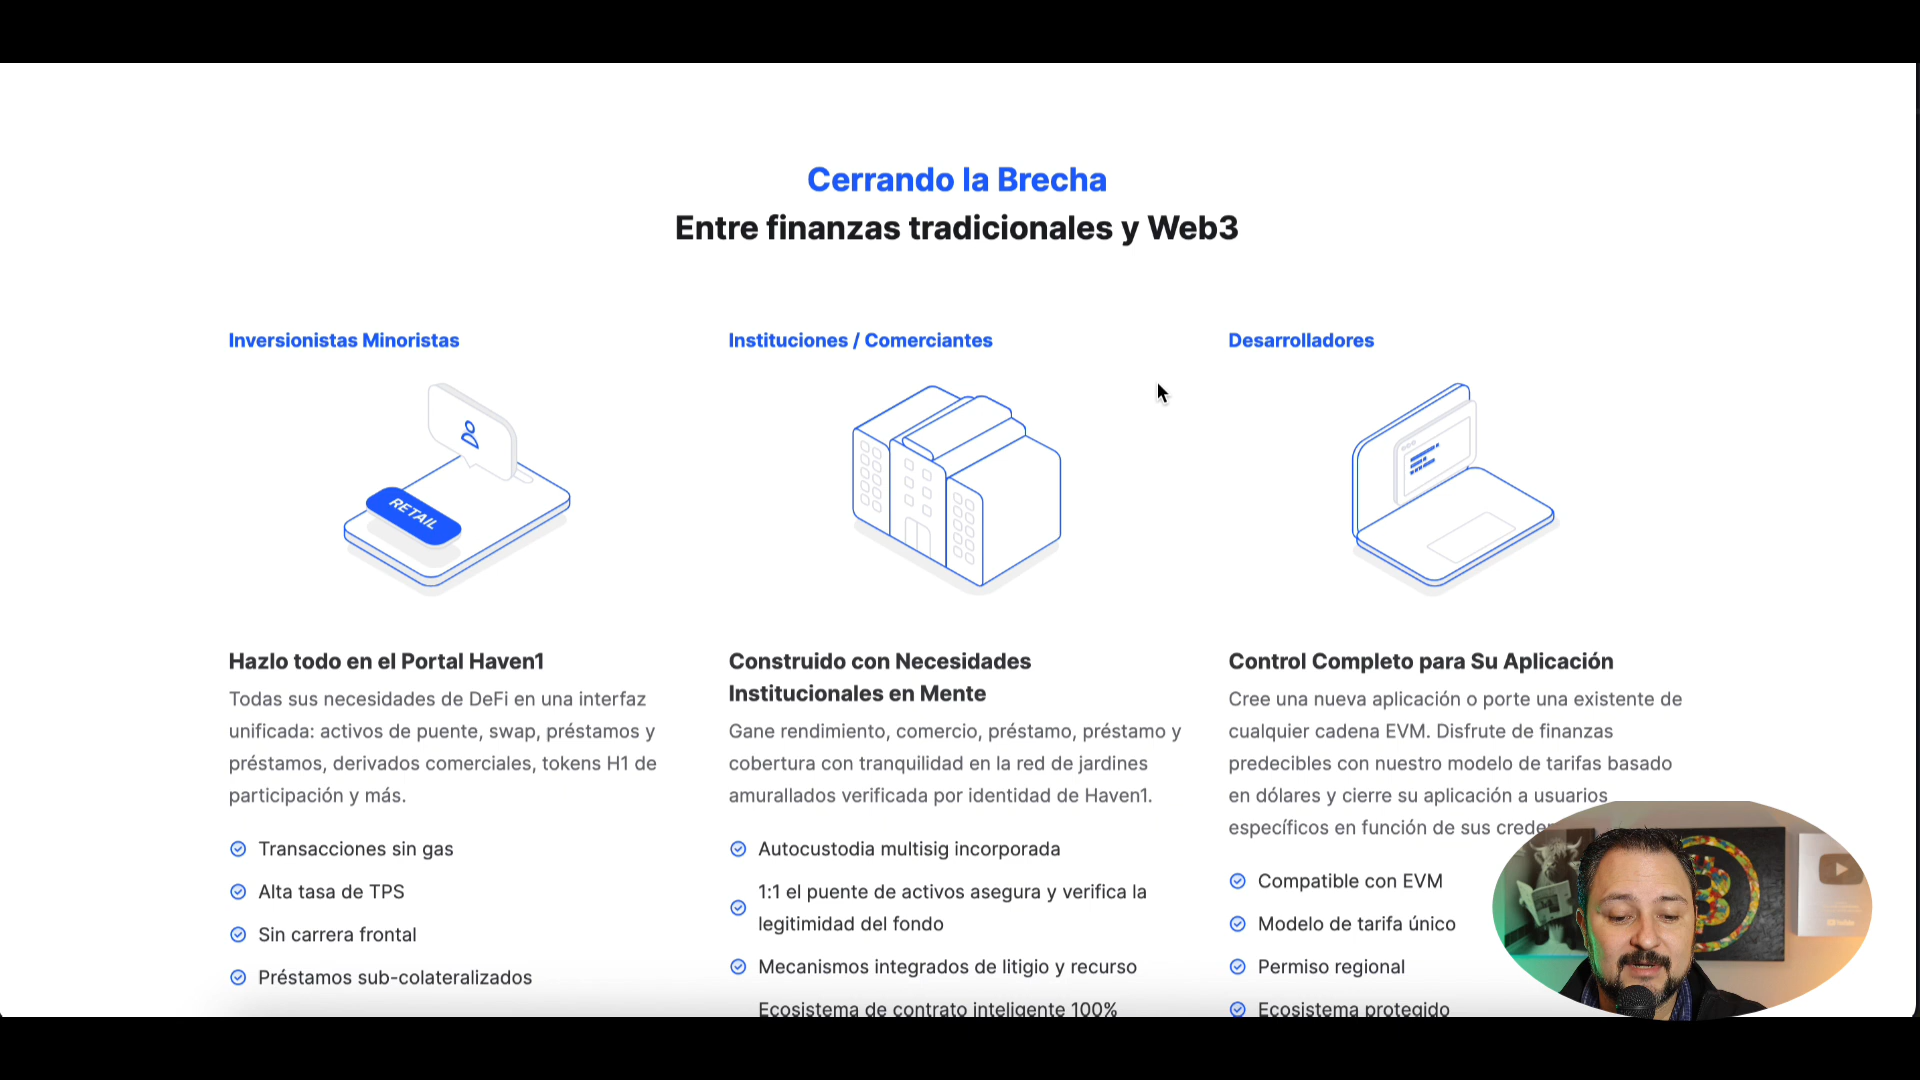 Cerrando la Brecha
Entre finanzas tradicionales y Web3
Inversionistas Minoristas
RETAIL
Hazlo todo en el Portal Haven1
Todas sus necesidades de DeFi en una interfaz
unificada: activos de puente, swap, préstamos y
préstamos, derivados comerciales, tokens H1 de
participación y más.
Transacciones sin gas
Alta tasa de TPS
Sin carrera frontal
Préstamos sub-colateralizados
Instituciones / Comerciantes
Construido con Necesidades
Institucionales en Mente
Gane rendimiento, comercio, préstamo, préstamo y
cobertura con tranquilidad en la red de jardines
amurallados verificada por identidad de Haven1.
Autocustodia multisig incorporada
1:1 el puente de activos asegura y verifica la
legitimidad del fondo
Mecanismos integrados de litigio y recurso
Ecosistema de contrato inteligente 100%
Desarrolladores
Control Completo para Su Aplicación
Cree una nueva aplicación o porte una existente de
cualquier cadena EVM. Disfrute de finanzas
predecibles con nuestro modelo de tarifas basado
en dólares y cierre su aplicación a usuarios
específicos en función de sus
Compatible con EVM
Modelo de tarifa único
Permiso regional
Ecosistema protegido